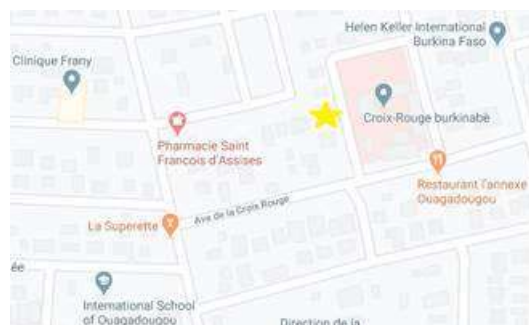 Helen Keller International
Burkina Faso
Clinique Frany
Croix-Rouge burkinabè
Pharmacie Saint
François d'Assises
Restaurant l'annexe
Ouagadougou
Ave de la Croix Rouge
La Superette
ée
International School
of Ouagadougou
Direction de la